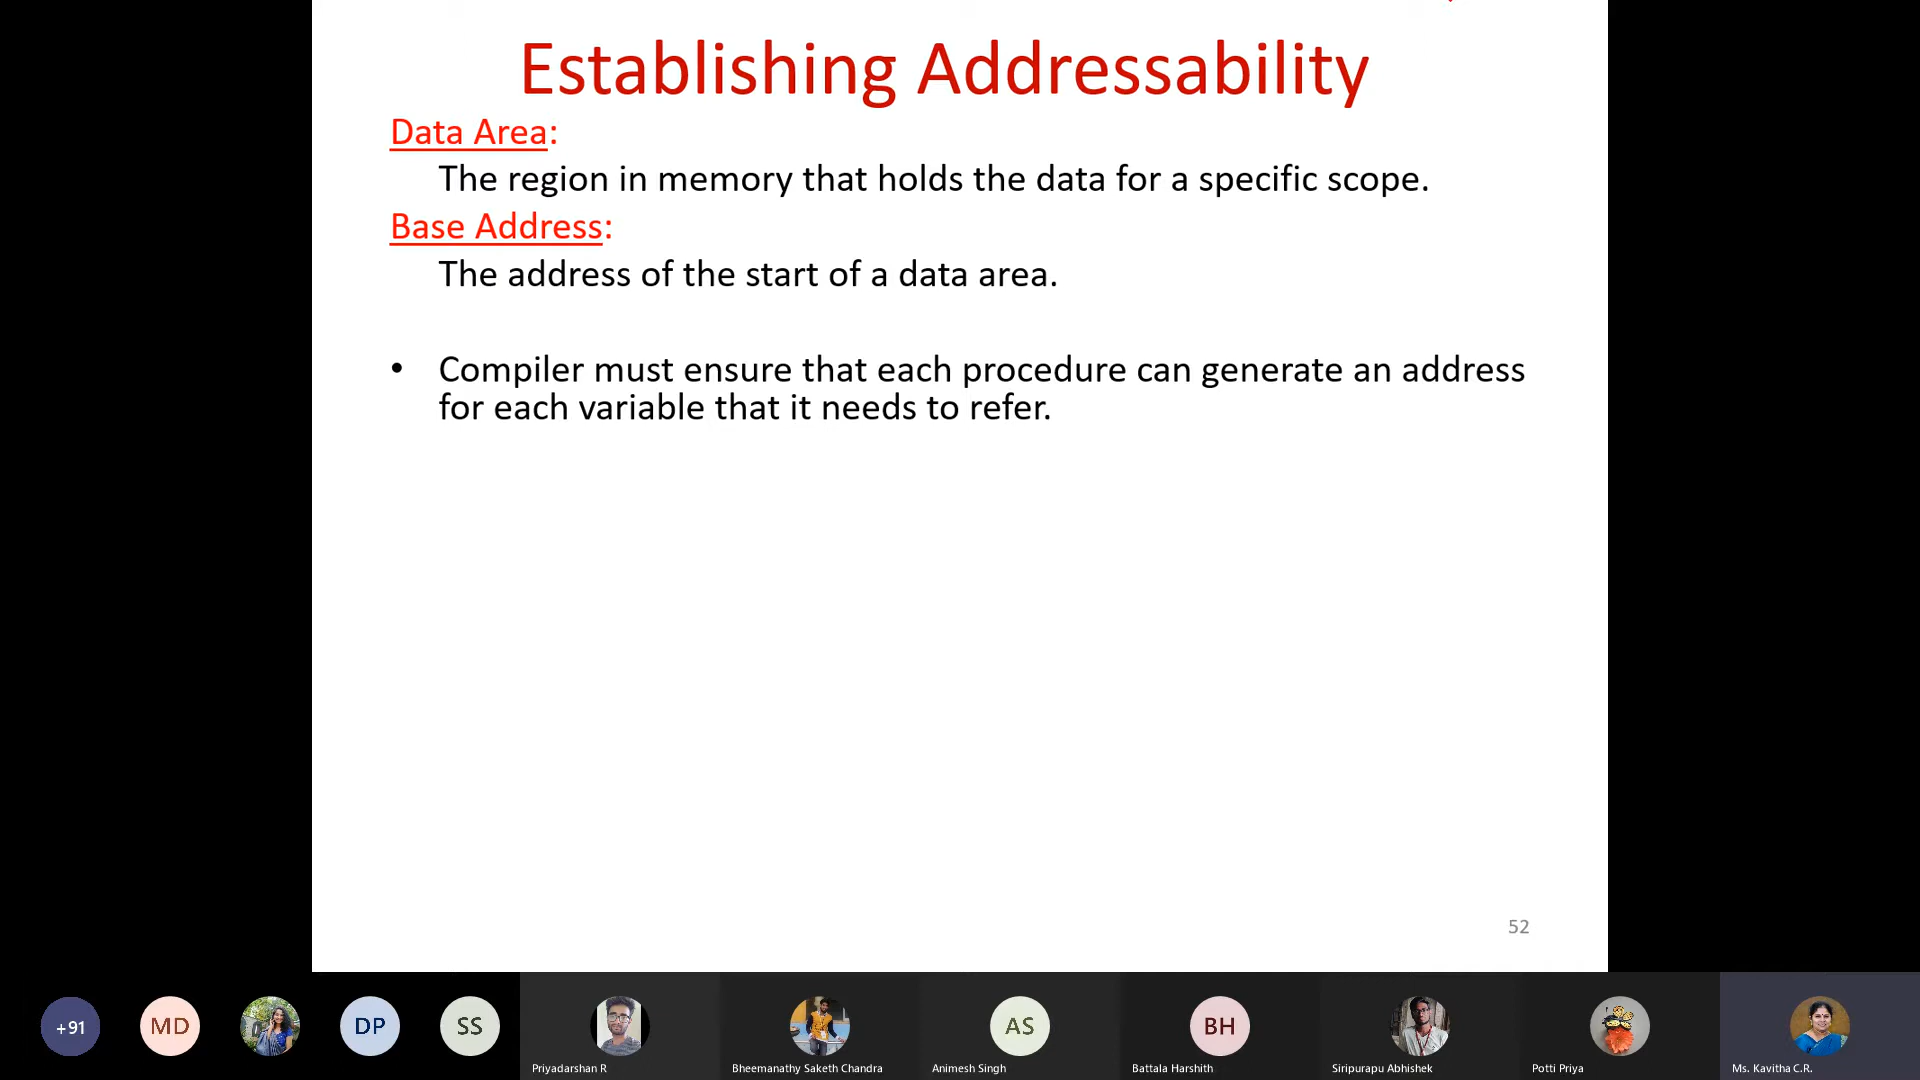 Establishing Addressability
Data Area:
The region in memory that holds the data for a specific scope.
Base Address:
The address of the start of a data area.
• Compiler must ensure that each procedure can generate an address
for each variable that it needs to refer.
52
+91
MD
DP
SS
AS
BH
Priyadarshan R
Bheemanathy Saketh Chandra
Animesh Singh
Battala Harshith
Siripurapu Abhishek
Potti Priya
Ms. Kavitha C.R.